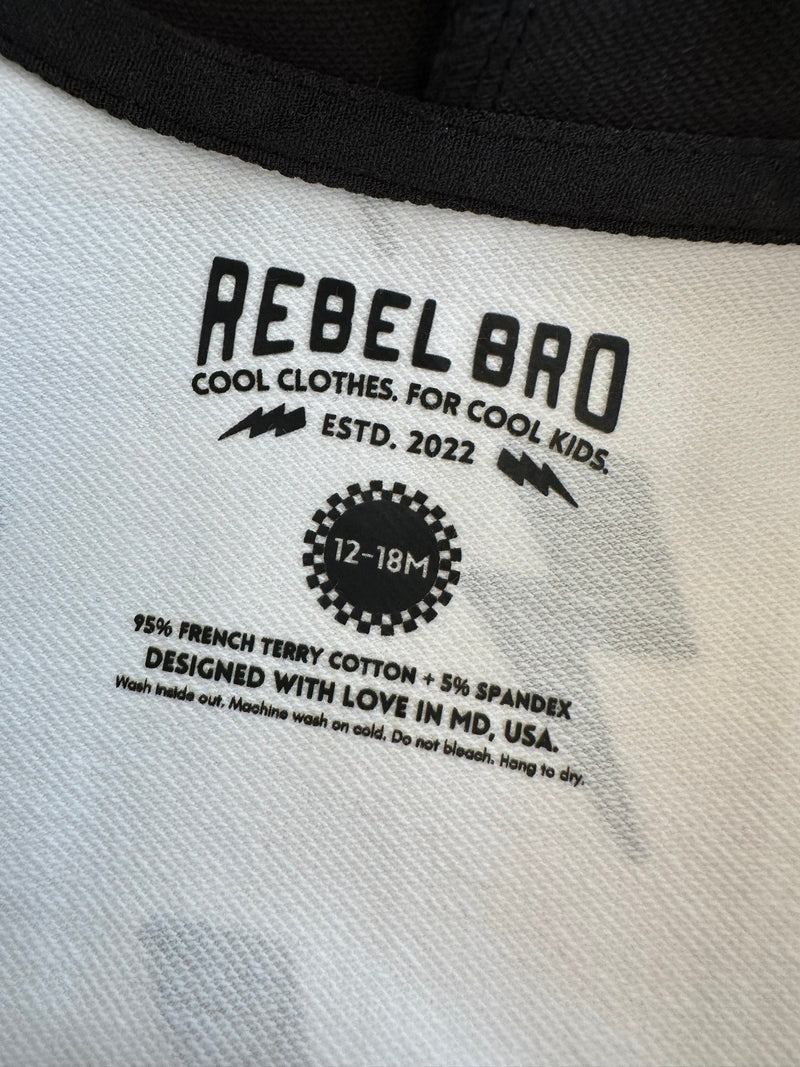 REBEL BRO
COOL CLOTHES. FOR COOL KIDS.
ESTD. 2022
12-18M
95% FRENCH TERRY COTTON + 5% SPANDEX
DESIGNED WITH LOVE IN MD, USA.
Wash inside out. Machine wash on cold. Do not bleach. Hang to dry.